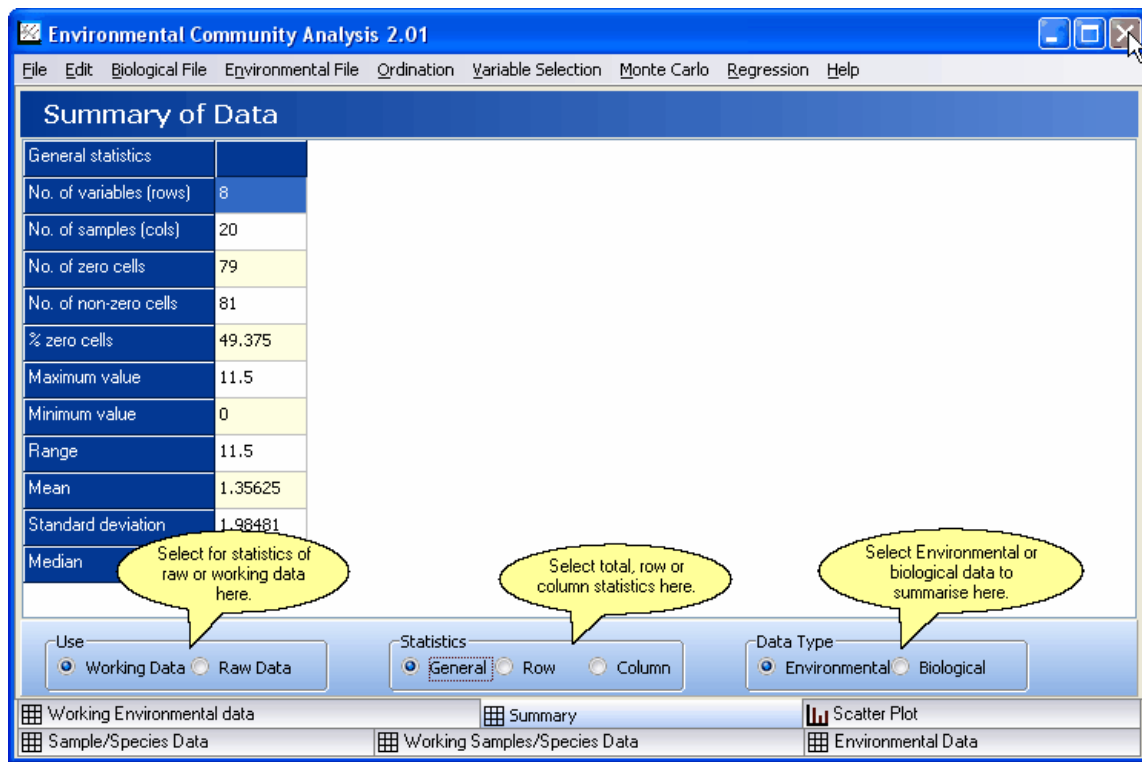 Environmental Community Analysis 2.01
File Edit Biological File Environmental File Ordination Variable Selection Monte Carlo Regression Help
Summary of Data
General statistics
No. of variables (rows) 8
No. of samples (cols) 20
No. of zero cells 79
No. of non-zero cells 81
% zero cells 49.375
Maximum value 11.5
Minimum value 0
Range 11.5
Mean 1.35625
Standard deviation 1.98481
Median
Select for statistics of
raw or working data
here.
Select total, row or
column statistics here.
Select Environmental or
biological data to
summarise here.
Use
Working Data Raw Data
Statistics
General Row Column
Data Type
Environmental Biological
Working Environmental data Summary Scatter Plot
Sample/Species Data Working Samples/Species Data Environmental Data